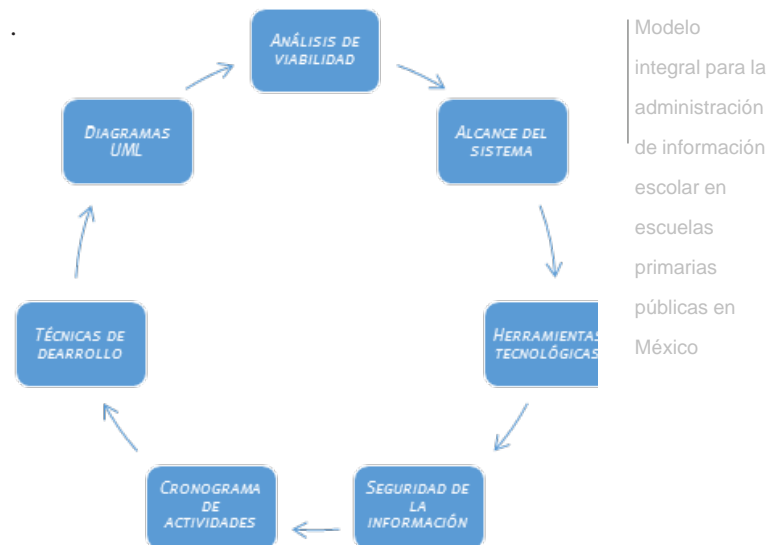 .
ANÁLISIS DE
VIABILIDAD
ALCANCE DEL
SISTEMA
HERRAMIENTAS
TECNOLÓGICAS
SEGURIDAD DE
LA
INFORMACIÓN
CRONOGRAMA
DE
ACTIVIDADES
TÉCNICAS DE
DEARROLLO
DIAGRAMAS
UML
Modelo
integral para la
administración
de información
escolar en
escuelas
primarias
públicas en
México